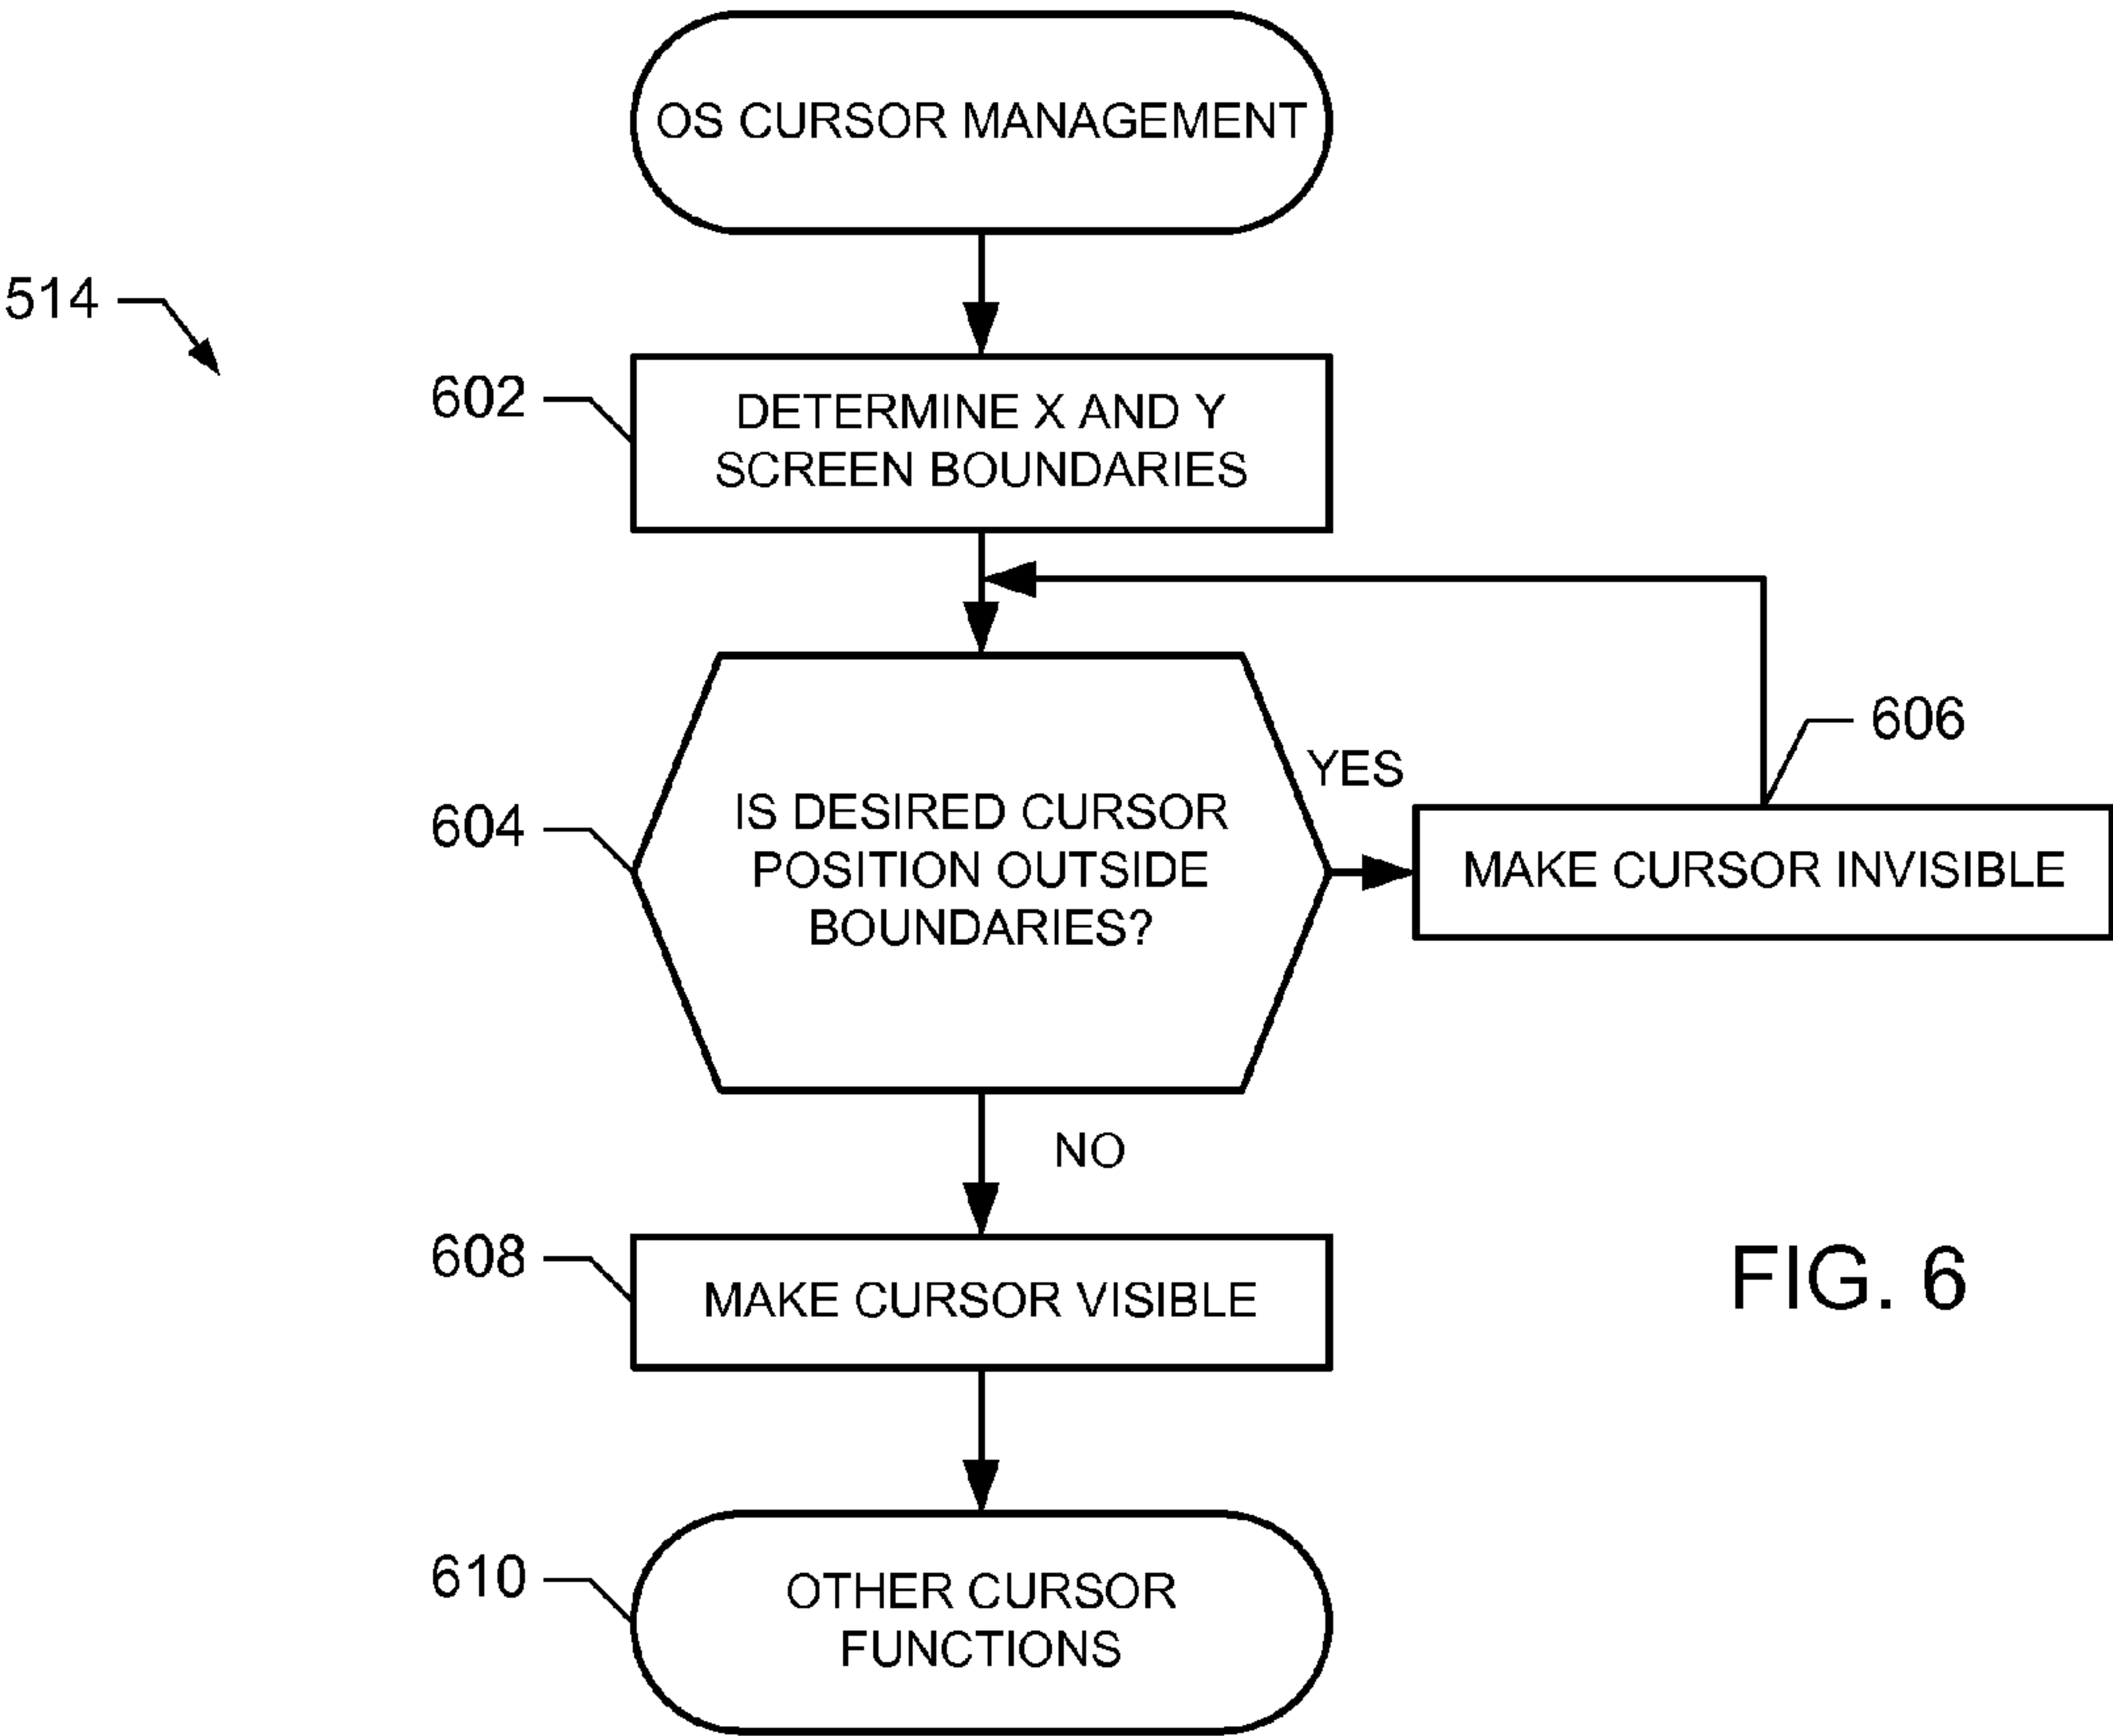 OS CURSOR MANAGEMENT
514
602
DETERMINE X AND Y
SCREEN BOUNDARIES
606
YES
604
IS DESIRED CURSOR
POSITION OUTSIDE
BOUNDARIES?
MAKE CURSOR INVISIBLE
NO
608
MAKE CURSOR VISIBLE
FIG. 6
610
OTHER CURSOR
FUNCTIONS